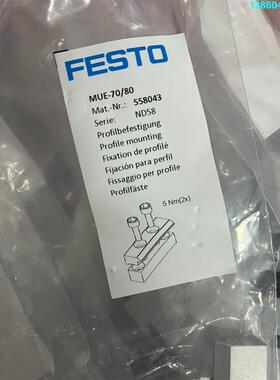 148604
FESTO
MUE-70/80
Mat.-Nr.: 558043
Serie: ND58
Profilbefestigung
Profile mounting
Fixation de profilé
Fijación para perfil
Fissaggio per profile
Profilfäste
5 Nm(2x)